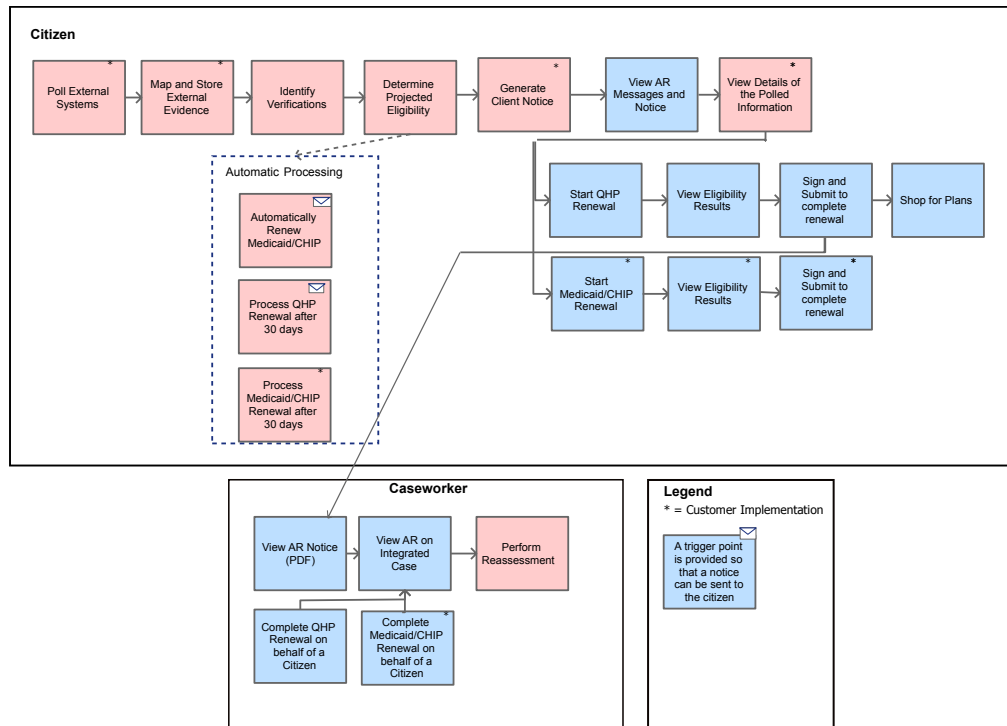 Citizen
*
Poll External
Systems
*
Map and Store
External
Evidence
Identify
Verifications
Determine
Projected
Eligibility
*
Generate
Client Notice
View AR
Messages and
Notice
*
View Details of
the Polled
Information
Automatic Processing
Automatically
Renew
Medicaid/CHIP
Process QHP
Renewal after
30 days
*
Process
Medicaid/CHIP
Renewal after
30 days
Start QHP
Renewal
View Eligibility
Results
Sign and
Submit to
complete
renewal
Shop for Plans
*
Start
Medicaid/CHIP
Renewal
*
View Eligibility
Results
*
Sign and
Submit to
complete
renewal
Caseworker
View AR Notice
(PDF)
View AR on
Integrated
Case
Perform
Reassessment
Complete QHP
Renewal on
behalf of a
Citizen
*
Complete
Medicaid/CHIP
Renewal on
behalf of a
Citizen
Legend
* = Customer Implementation
A trigger point
is provided so
that a notice
can be sent to
the citizen